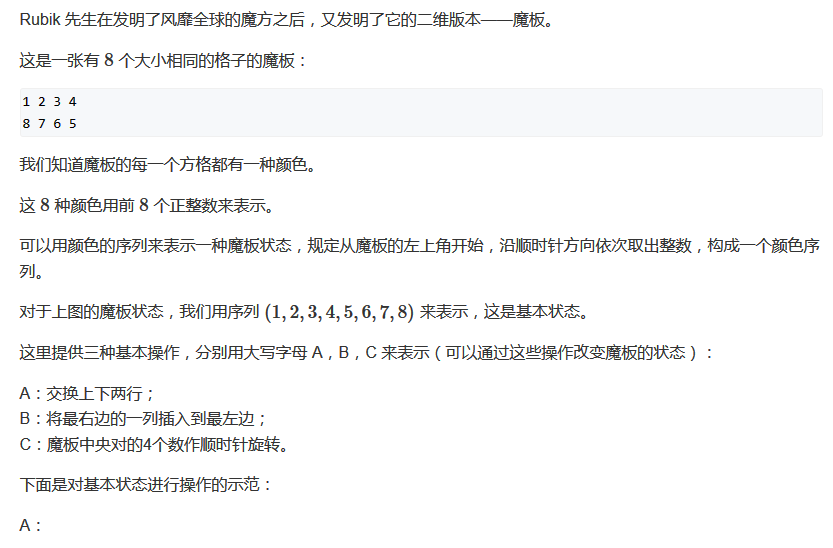 Rubik 先生在发明了风靡全球的魔方之后，又发明了它的二维版本——魔板。
这是一张有 8 个大小相同的格子的魔板：
1 2 3 4
8 7 6 5
我们知道魔板的每一个方格都有一种颜色。
这 8 种颜色用前 8 个正整数来表示。
可以用颜色的序列来表示一种魔板状态，规定从魔板的左上角开始，沿顺时针方向依次取出整数，构成一个颜色序
列。
对于上图的魔板状态，我们用序列 (1,2,3,4,5,6,7,8) 来表示，这是基本状态。
这里提供三种基本操作，分别用大写字母 A，B，C 来表示（可以通过这些操作改变魔板的状态）：
A：交换上下两行；
B：将最右边的一列插入到最左边；
C：魔板中央对的4个数作顺时针旋转。
下面是对基本状态进行操作的示范：
A：